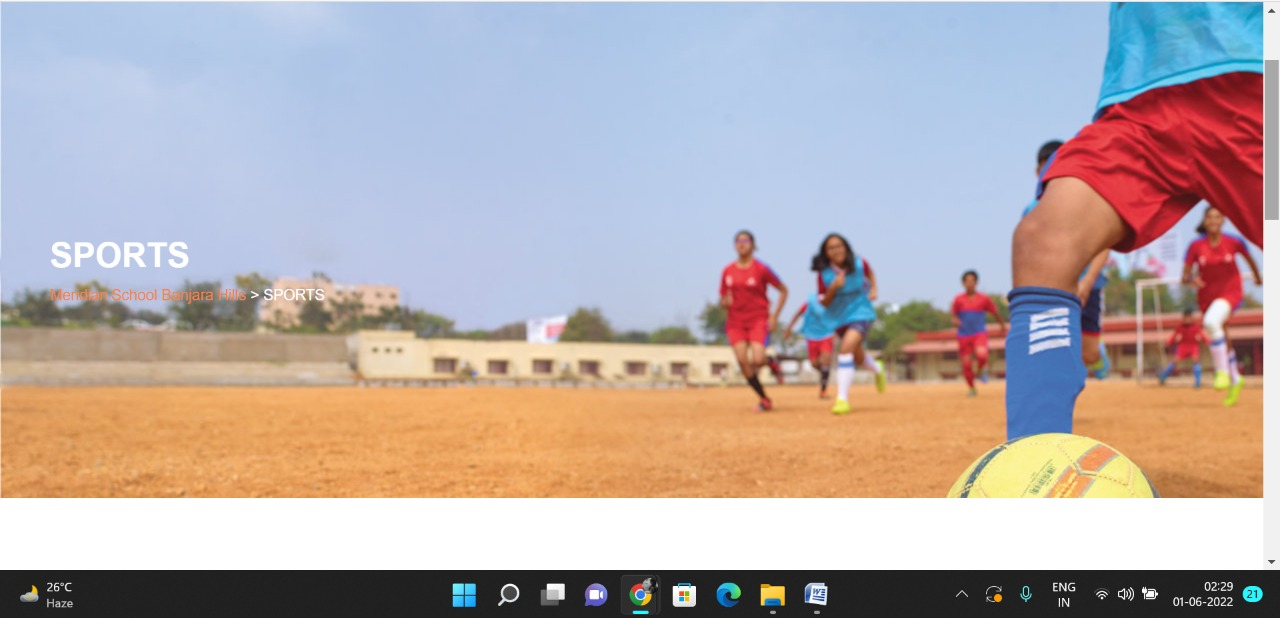 SPORTS
Meridian School Banjara Hills > SPORTS
26°C
Haze
ENG
IN
02:29
01-06-2022
21